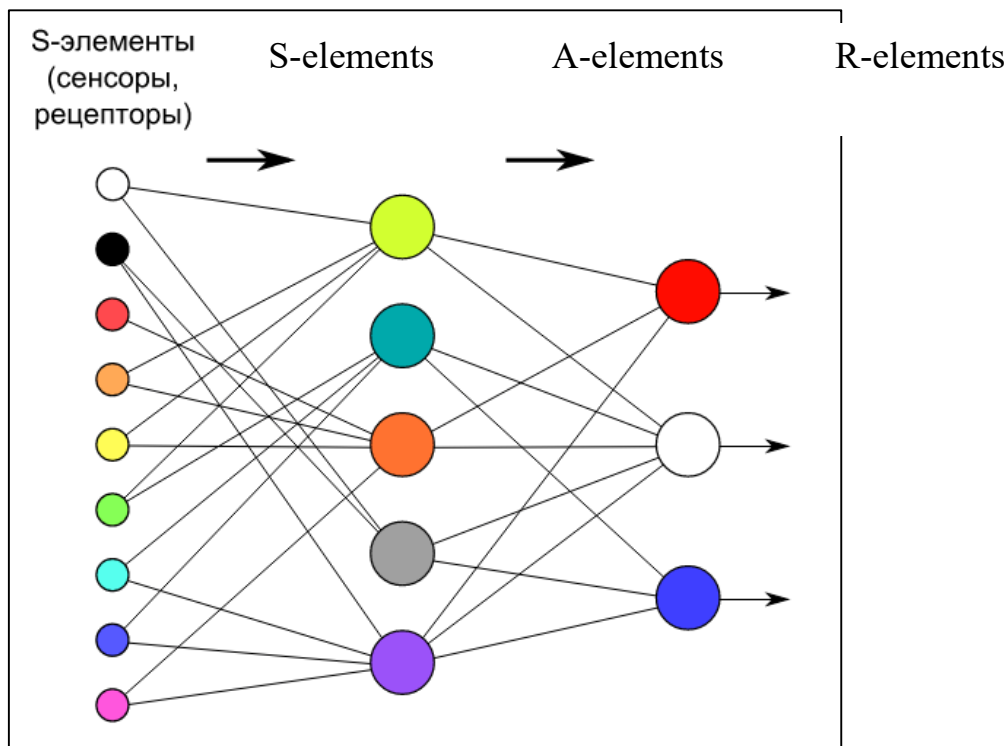 S-элементы
(сенсоры,
рецепторы)
S-elements
A-elements
R-elements